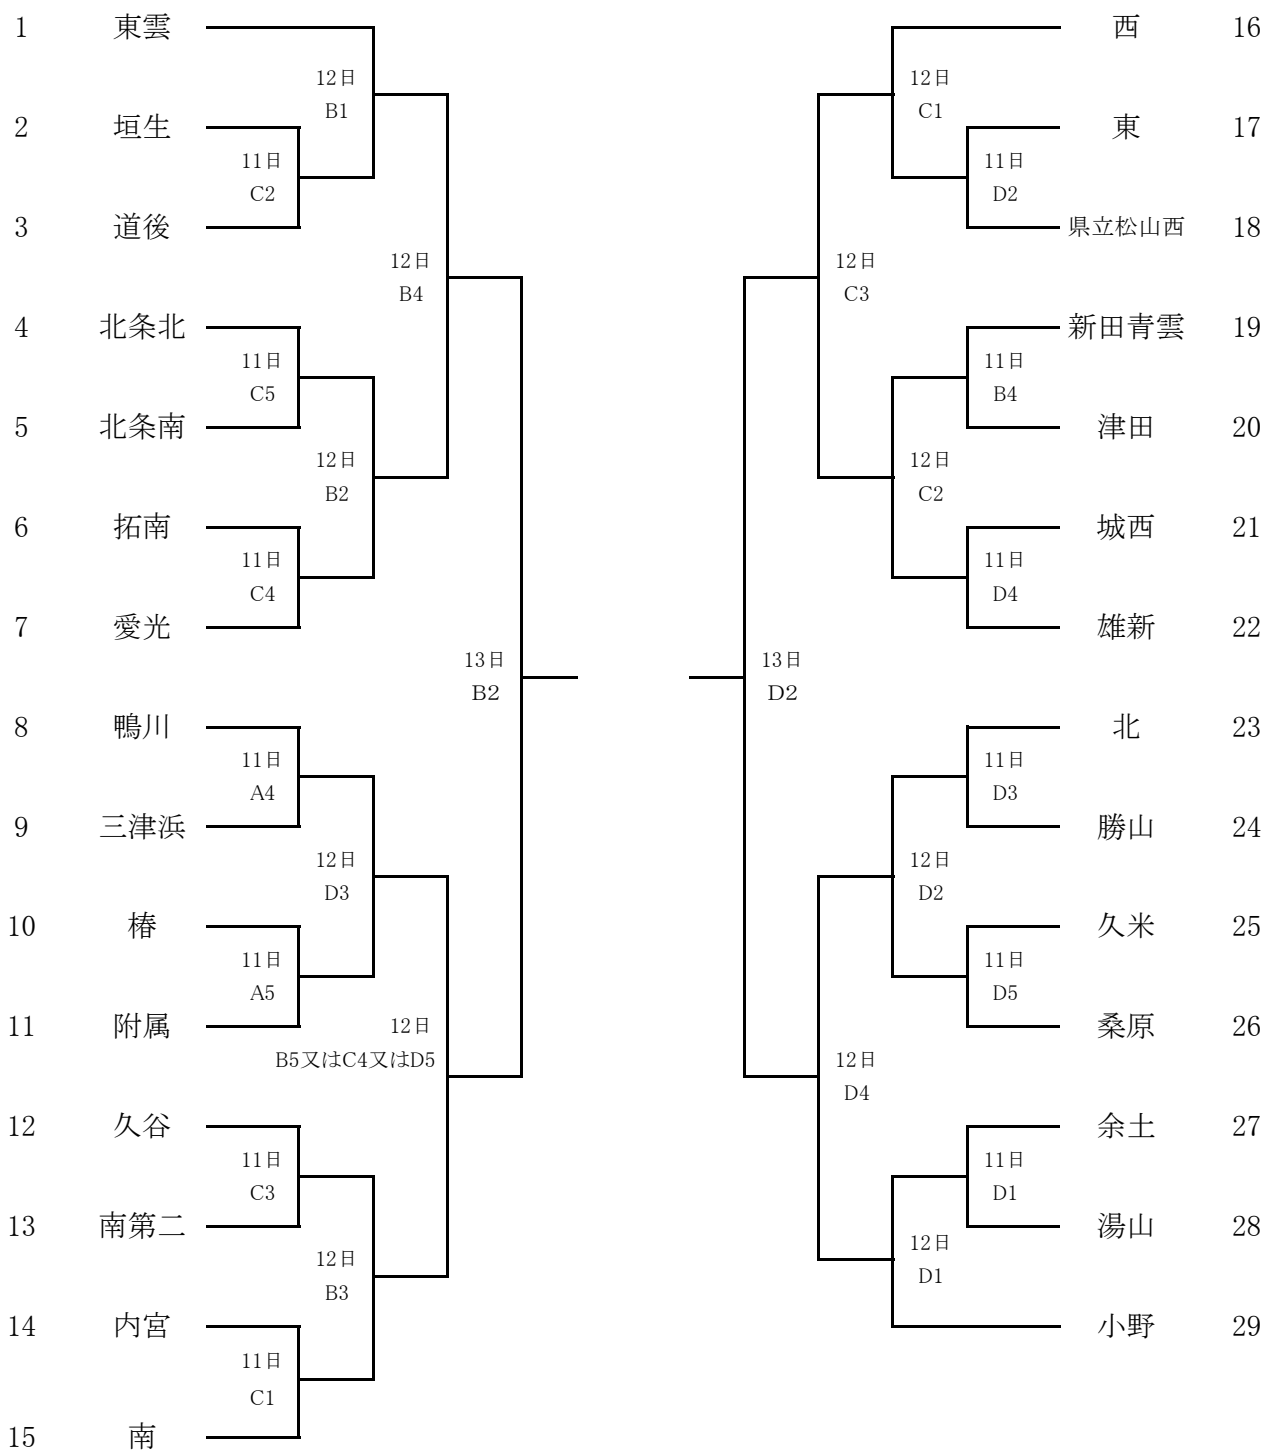 1 東雲
12日
B1
2 垣生
11日
C2
3 道後
12日
B4
4 北条北
11日
C5
5 北条南
12日
B2
6 拓南
11日
C4
7 愛光
13日
B2
8 鴨川
11日
A4
9 三津浜
12日
D3
10 椿
11日
A5
11 附属
12日
B5又はC4又はD5
12 久谷
11日
C3
13 南第二
12日
B3
14 内宮
11日
C1
15 南
西 16
12日
C1
東 17
11日
D2
県立松山西 18
12日
C3
新田青雲 19
11日
B4
津田 20
12日
C2
城西 21
11日
D4
雄新 22
13日
D2
北 23
11日
D3
勝山 24
12日
D2
久米 25
11日
D5
桑原 26
12日
D4
余土 27
11日
D1
湯山 28
12日
D1
小野 29